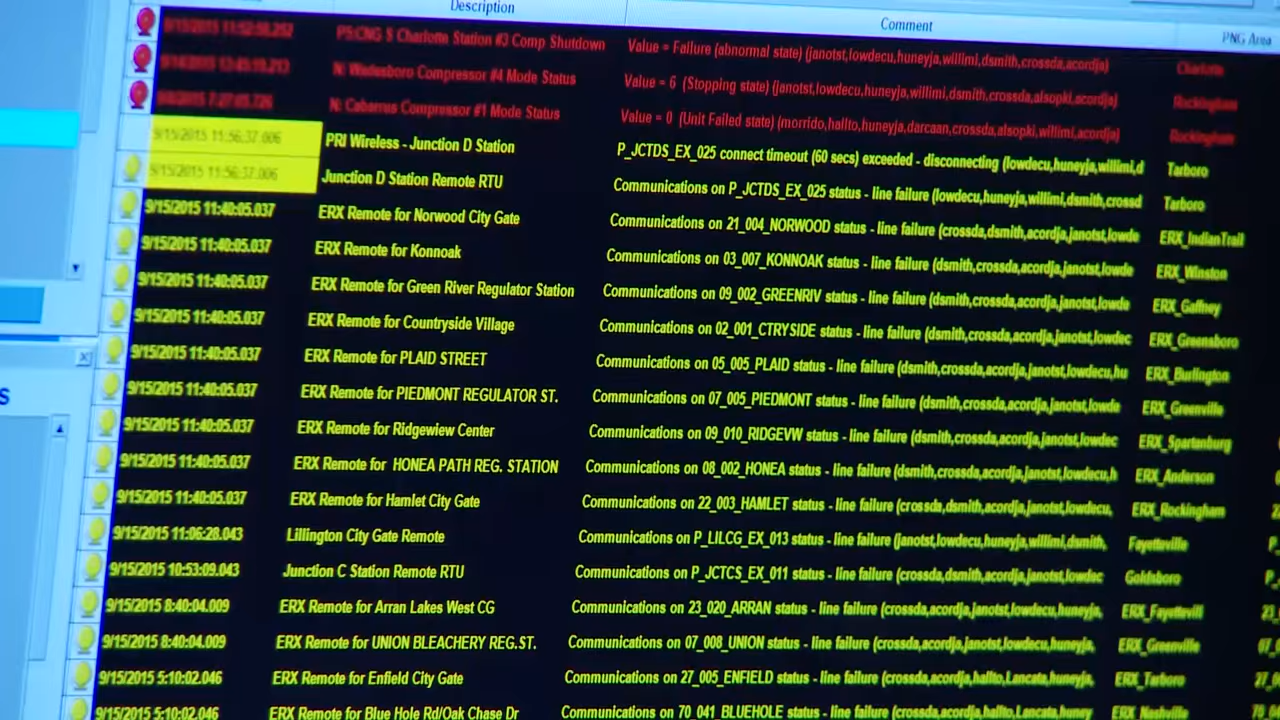 Description Comment PNG Area
PS:CNG S Charlotte Station #3 Comp Shutdown Value = Failure (abnormal state) (janotst,lowdecu,huneyja,willimi,dsmith,crossda,acordja) Charlotte
N: Wadesboro Compressor #4 Mode Status Value = 6 (Stopping state) (janotst,lowdecu,huneyja,willimi,dsmith,crossda,alsopki,acordja) Rockingham
N: Cabarrus Compressor #1 Mode Status Value = 0 (Unit Failed state) (morrido,hallto,huneyja,darcaan,crossda,alsopki,willimi,acordja) Rockingham
9/15/2015 11:56:37.006 PRI Wireless - Junction D Station P_JCTDS_EX_025 connect timeout (60 secs) exceeded - disconnecting (lowdecu,huneyja,willimi,d Tarboro
9/15/2015 11:56:37.006 Junction D Station Remote RTU Communications on P_JCTDS_EX_025 status - line failure (lowdecu,huneyja,willimi,dsmith,crossd Tarboro
9/15/2015 11:40:05.037 ERX Remote for Norwood City Gate Communications on 21_004_NORWOOD status - line failure (crossda,dsmith,acordja,janotst,lowde ERX_IndianTrail
9/15/2015 11:40:05.037 ERX Remote for Konnoak Communications on 03_007_KONNOAK status - line failure (dsmith,crossda,acordja,janotst,lowde ERX_Winston
9/15/2015 11:40:05.037 ERX Remote for Green River Regulator Station Communications on 09_002_GREENRIV status - line failure (dsmith,crossda,acordja,janotst,lowde ERX_Gaffney
9/15/2015 11:40:05.037 ERX Remote for Countryside Village Communications on 02_001_CTRYSIDE status - line failure (dsmith,crossda,acordja,janotst,lowdec ERX_Greensboro
9/15/2015 11:40:05.037 ERX Remote for PLAID STREET Communications on 05_005_PLAID status - line failure (dsmith,crossda,acordja,janotst,lowdecu,hu ERX_Burlington
9/15/2015 11:40:05.037 ERX Remote for PIEDMONT REGULATOR ST. Communications on 07_005_PIEDMONT status - line failure (dsmith,crossda,acordja,janotst,lowde ERX_Greenville
9/15/2015 11:40:05.037 ERX Remote for Ridgewiew Center Communications on 09_010_RIDGEVW status - line failure (dsmith,crossda,acordja,janotst,lowdec ERX_Spartanburg
9/15/2015 11:40:05.037 ERX Remote for HONEA PATH REG. STATION Communications on 08_002_HONEA status - line failure (dsmith,crossda,acordja,janotst,lowdecu,h ERX_Anderson
9/15/2015 11:40:05.037 ERX Remote for Hamlet City Gate Communications on 22_003_HAMLET status - line failure (crossda,dsmith,acordja,janotst,lowdecu, ERX_Rockingham
9/15/2015 11:06:28.043 Lillington City Gate Remote Communications on P_LILCG_EX_013 status - line failure (janotst,lowdecu,huneyja,willimi,dsmith, Fayetteville P_
9/15/2015 10:53:09.043 Junction C Station Remote RTU Communications on P_JCTCS_EX_011 status - line failure (crossda,dsmith,acordja,janotst,lowdec Goldsboro P_
9/15/2015 8:40:04.009 ERX Remote for Arran Lakes West CG Communications on 23_020_ARRAN status - line failure (crossda,acordja,janotst,lowdecu,huneyja, ERX_Fayettevill 23_
9/15/2015 8:40:04.009 ERX Remote for UNION BLEACHERY REG.ST. Communications on 07_008_UNION status - line failure (crossda,acordja,janotst,lowdecu,huneyja, ERX_Greenville 07_
9/15/2015 5:10:02.046 ERX Remote for Enfield City Gate Communications on 27_005_ENFIELD status - line failure (crossda,acordja,hallto,Lancata,huneyja, ERX_Tarboro 27_
9/15/2015 5:10:02.046 ERX Remote for Blue Hole Rd/Oak Chase Dr Communications on 70_041_BLUEHOLE status - line failure (crossda,acordja,hallto,Lancata,huney ERX_Nashville